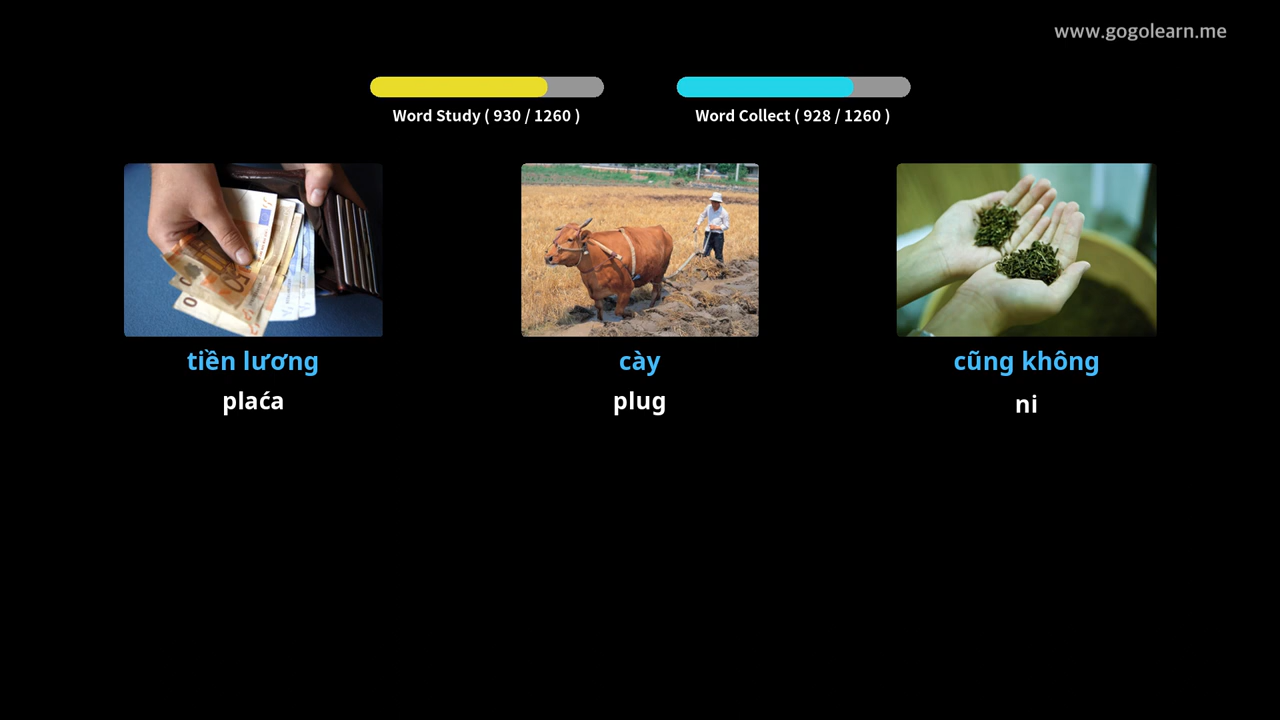 www.gogolearn.me
Word Study ( 930 / 1260 )
Word Collect ( 928 / 1260 )
tiền lương
cày
cũng không
plaća
plug
ni